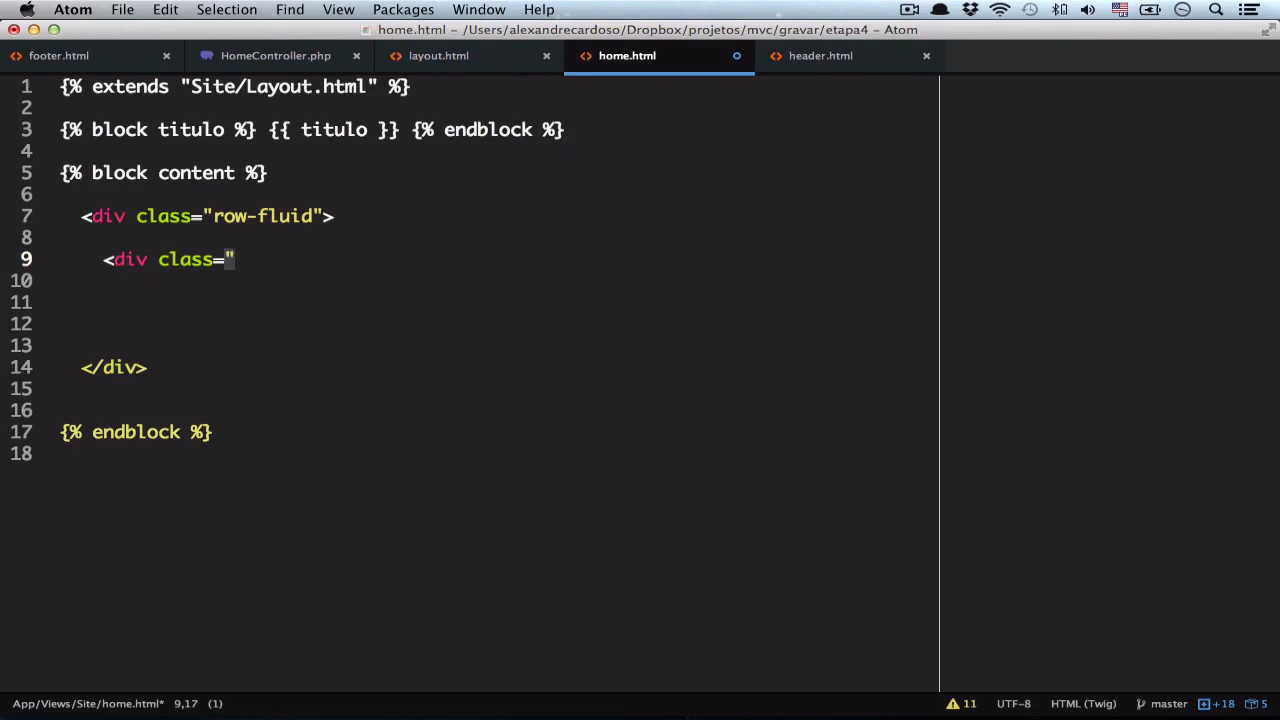 Atom File Edit Selection Find View Packages Window Help
home.html – /Users/alexandrecardoso/Dropbox/projetos/mvc/gravar/etapa4 – Atom
footer.html HomeController.php layout.html home.html header.html
1 {% extends "Site/Layout.html" %}
2
3 {% block titulo %} {{ titulo }} {% endblock %}
4
5 {% block content %}
6
7 <div class="row-fluid">
8
9 <div class="
10
11
12
13
14 </div>
15
16
17 {% endblock %}
18
App/Views/Site/home.html* 9,17 (1) 11 UTF-8 HTML (Twig) master +18 5